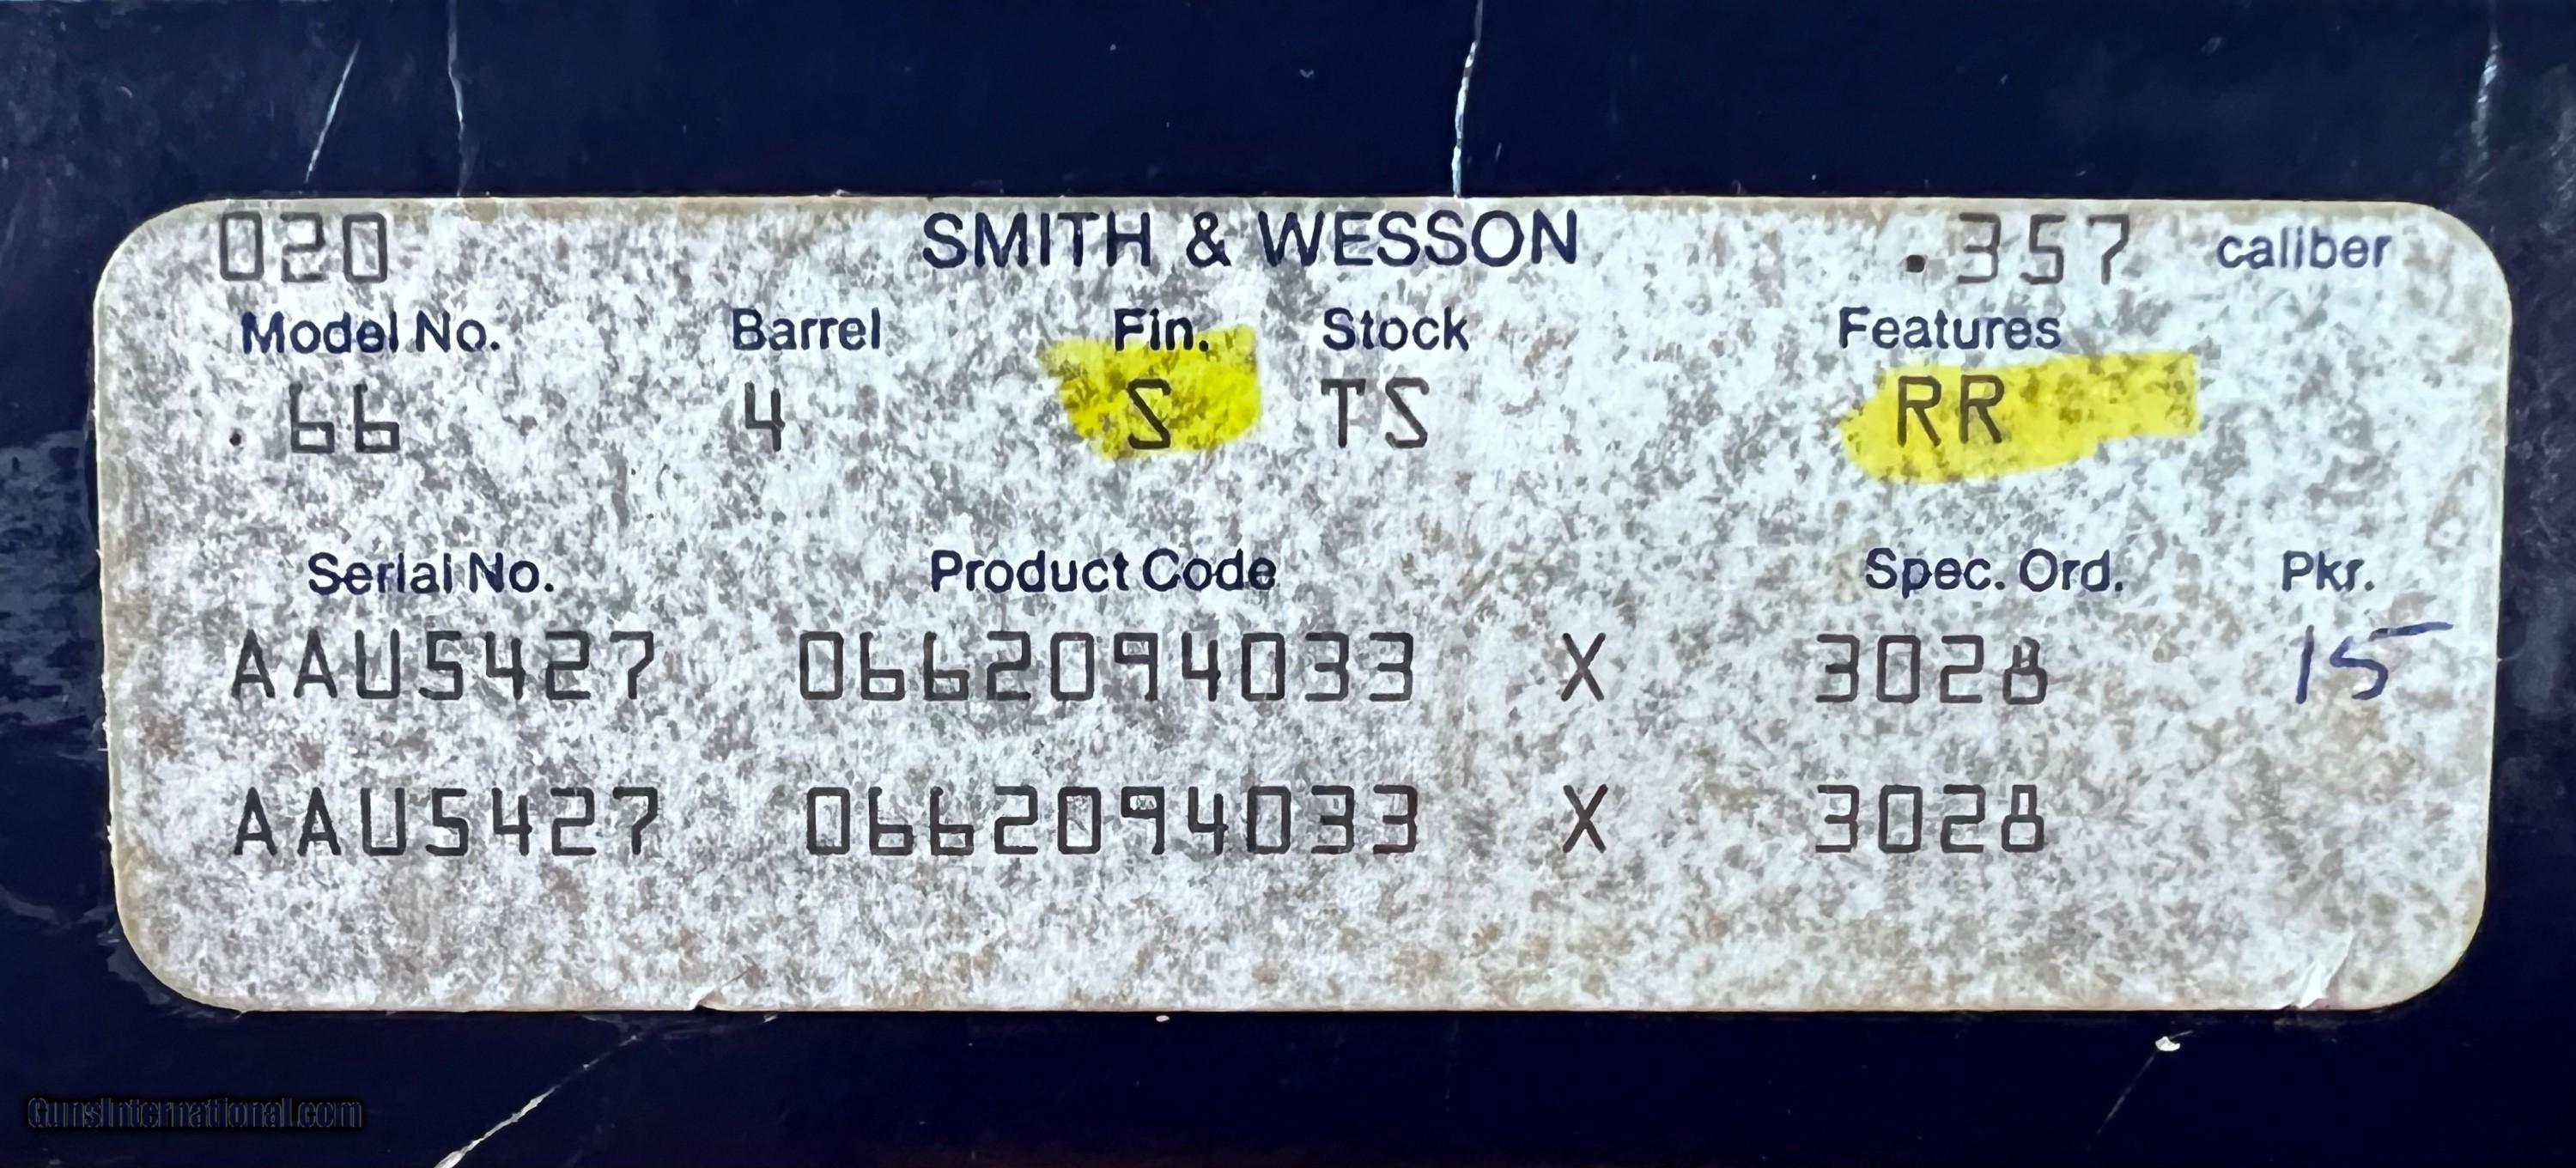 020 SMITH & WESSON .357 caliber
Model No. Barrel Fin. Stock Features
. 66 4 S TS RR
Serial No. Product Code Spec. Ord. Pkr.
AAU5427 0662094033 X 3028 15
AAU5427 0662094033 X 3028
GunsInternational.com